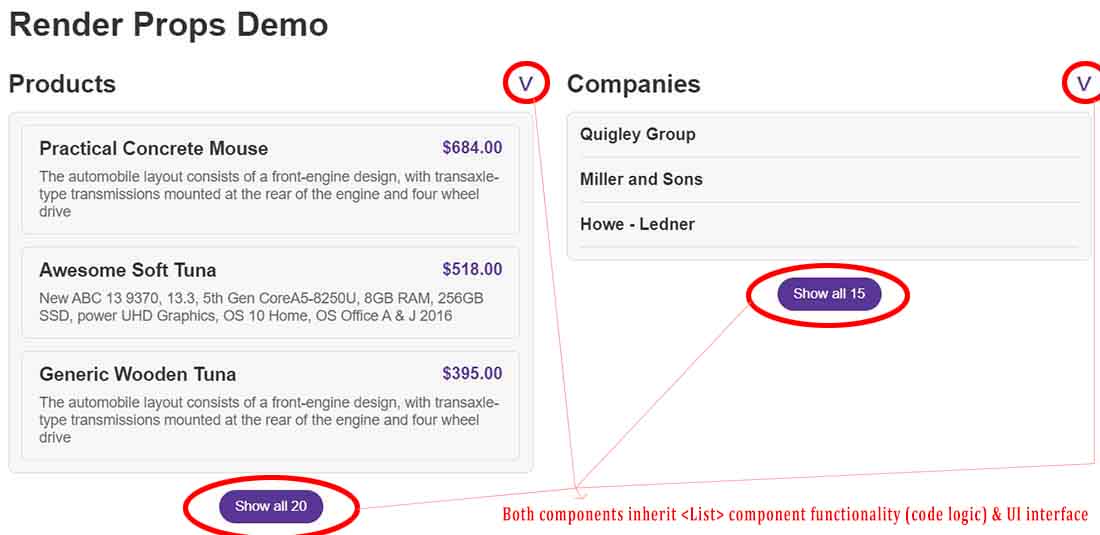 Render Props Demo
Products
V
Practical Concrete Mouse
$684.00
The automobile layout consists of a front-engine design, with transaxle-
type transmissions mounted at the rear of the engine and four wheel
drive
Awesome Soft Tuna
$518.00
New ABC 13 9370, 13.3, 5th Gen CoreA5-8250U, 8GB RAM, 256GB
SSD, power UHD Graphics, OS 10 Home, OS Office A & J 2016
Generic Wooden Tuna
$395.00
The automobile layout consists of a front-engine design, with transaxle-
type transmissions mounted at the rear of the engine and four wheel
drive
Show all 20
Companies
V
Quigley Group
Miller and Sons
Howe - Ledner
Show all 15
Both components inherit <List> component functionality (code logic) & UI interface